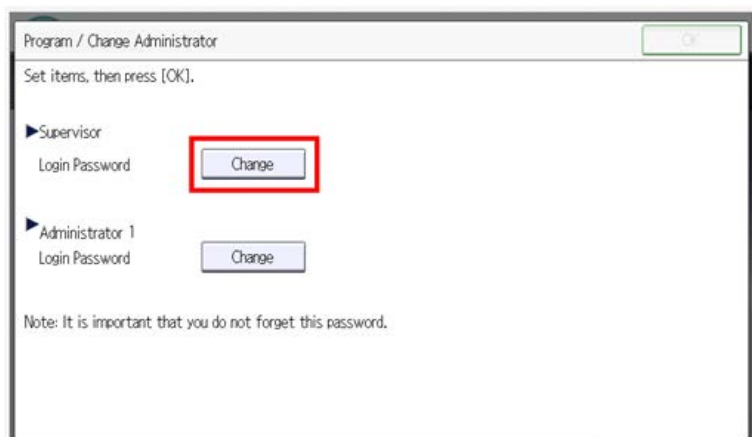 Program / Change Administrator
OK
Set items, then press [OK].
▶Supervisor
Login Password
Change
▶Administrator 1
Login Password
Change
Note: It is important that you do not forget this password.